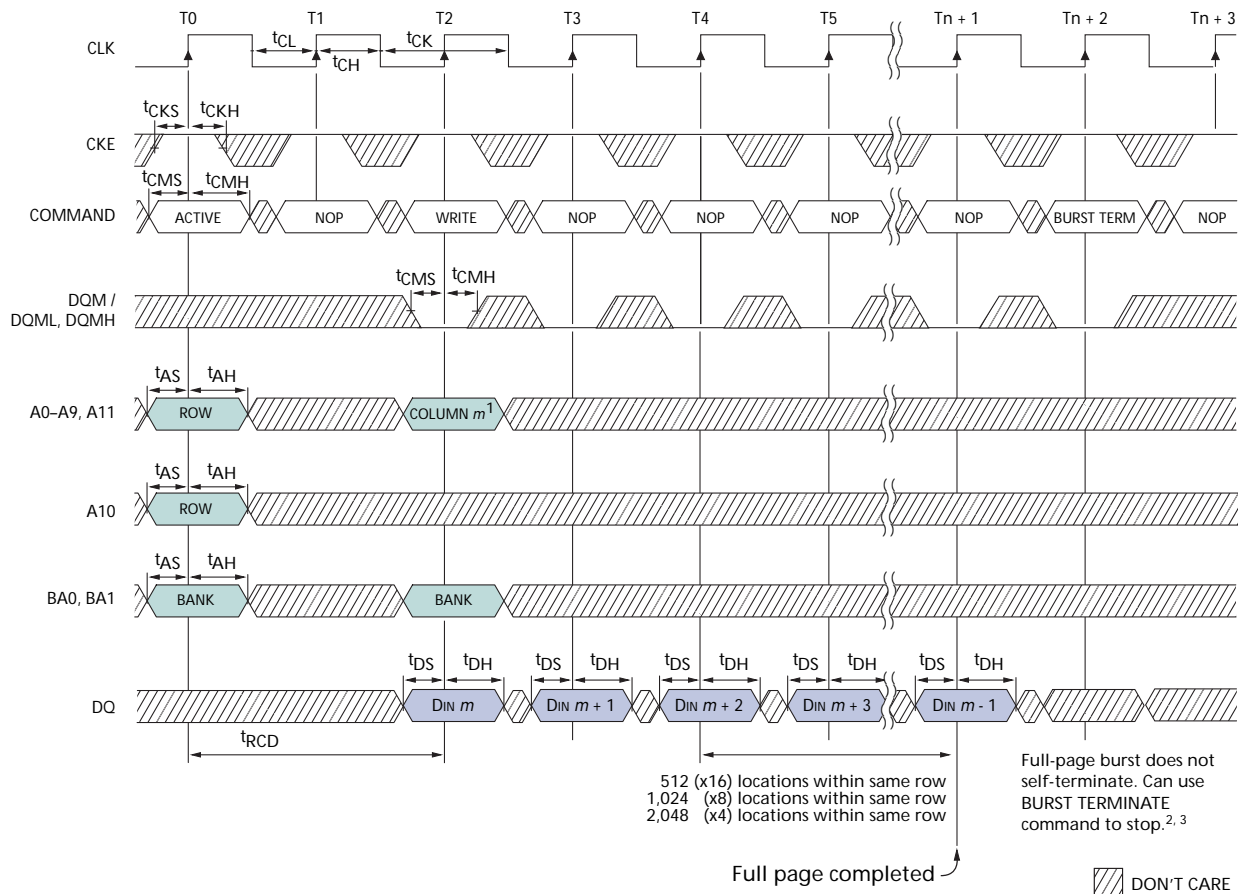 T0 T1 T2 T3 T4 T5 Tn + 1 Tn + 2 Tn + 3
CLK
tCL tCK
tCH
tCKS tCKH
CKE
tCMS tCMH
COMMAND ACTIVE NOP WRITE NOP NOP NOP NOP BURST TERM NOP
tCMS tCMH
DQM /
DQML, DQMH
tAS tAH
A0–A9, A11 ROW COLUMN m1
tAS tAH
A10 ROW
tAS tAH
BA0, BA1 BANK BANK
tDS tDH tDS tDH tDS tDH tDS tDH tDS tDH
DQ DIN m DIN m + 1 DIN m + 2 DIN m + 3 DIN m - 1
tRCD
512 (x16) locations within same row
1,024 (x8) locations within same row
2,048 (x4) locations within same row
Full-page burst does not
self-terminate. Can use
BURST TERMINATE
command to stop.2, 3
Full page completed
DON'T CARE